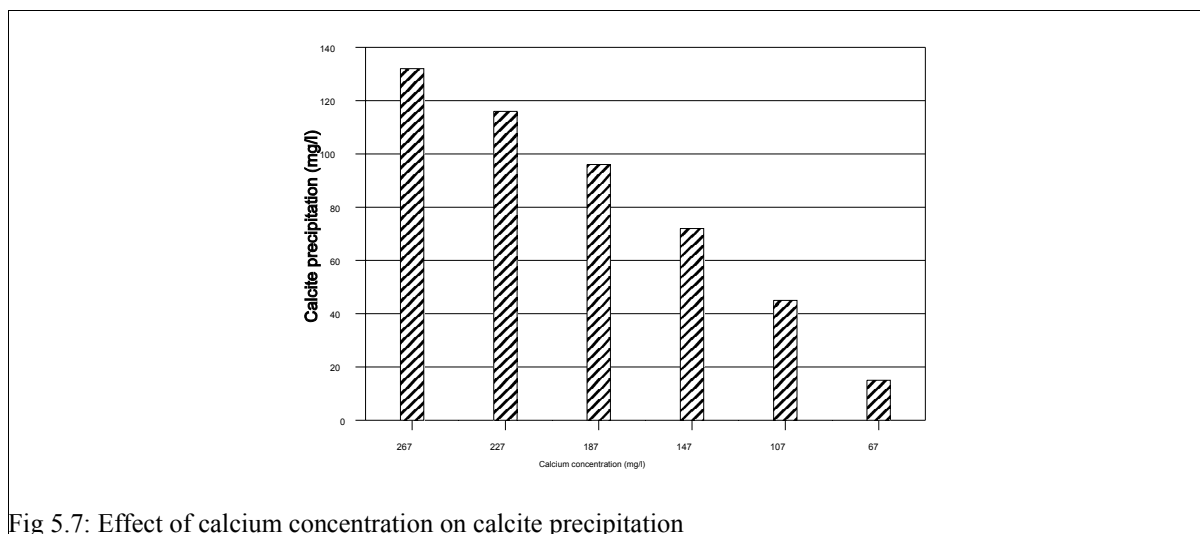 140
120
100
80
60
40
20
0
Calcite precipitation (mg/l)
267 227 187 147 107 67
Calcium concentration (mg/l)
Fig 5.7: Effect of calcium concentration on calcite precipitation